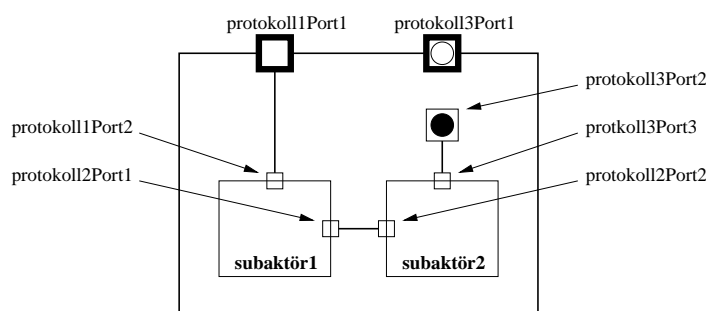 protokoll1Port1
protokoll3Port1
protokoll3Port2
protokoll1Port2
protkoll3Port3
protokoll2Port1
protokoll2Port2
subaktör1
subaktör2